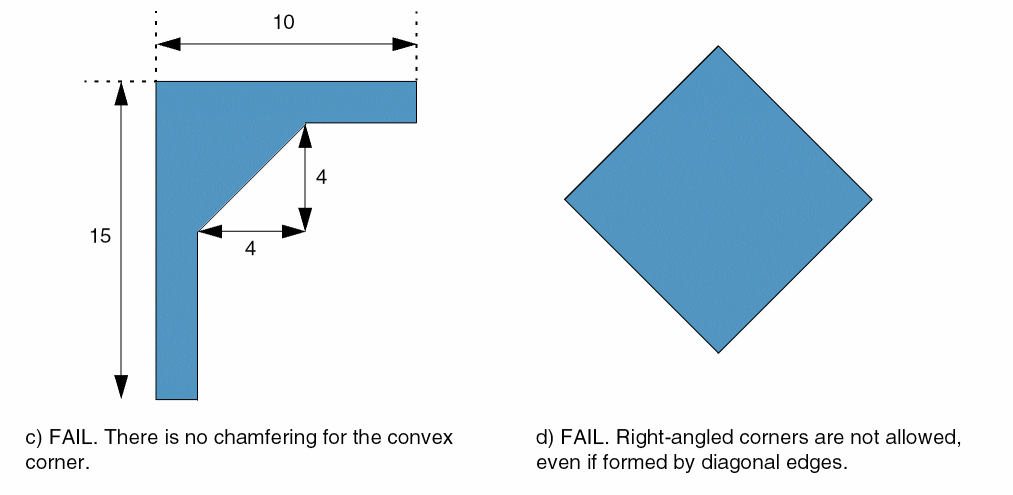 10
4
15
4
c) FAIL. There is no chamfering for the convex
corner.
d) FAIL. Right-angled corners are not allowed,
even if formed by diagonal edges.